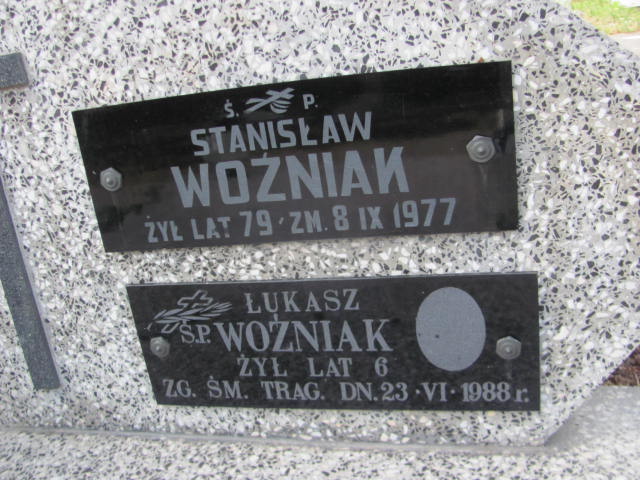 Ś. P.
STANISŁAW
WOŹNIAK
ŻYŁ LAT 79 ZM. 8 IX 1977
ŁUKASZ
Ś.P. WOŹNIAK
ŻYŁ LAT 6
ZG. ŚM. TRAG. DN. 23 · VI · 1988 r.